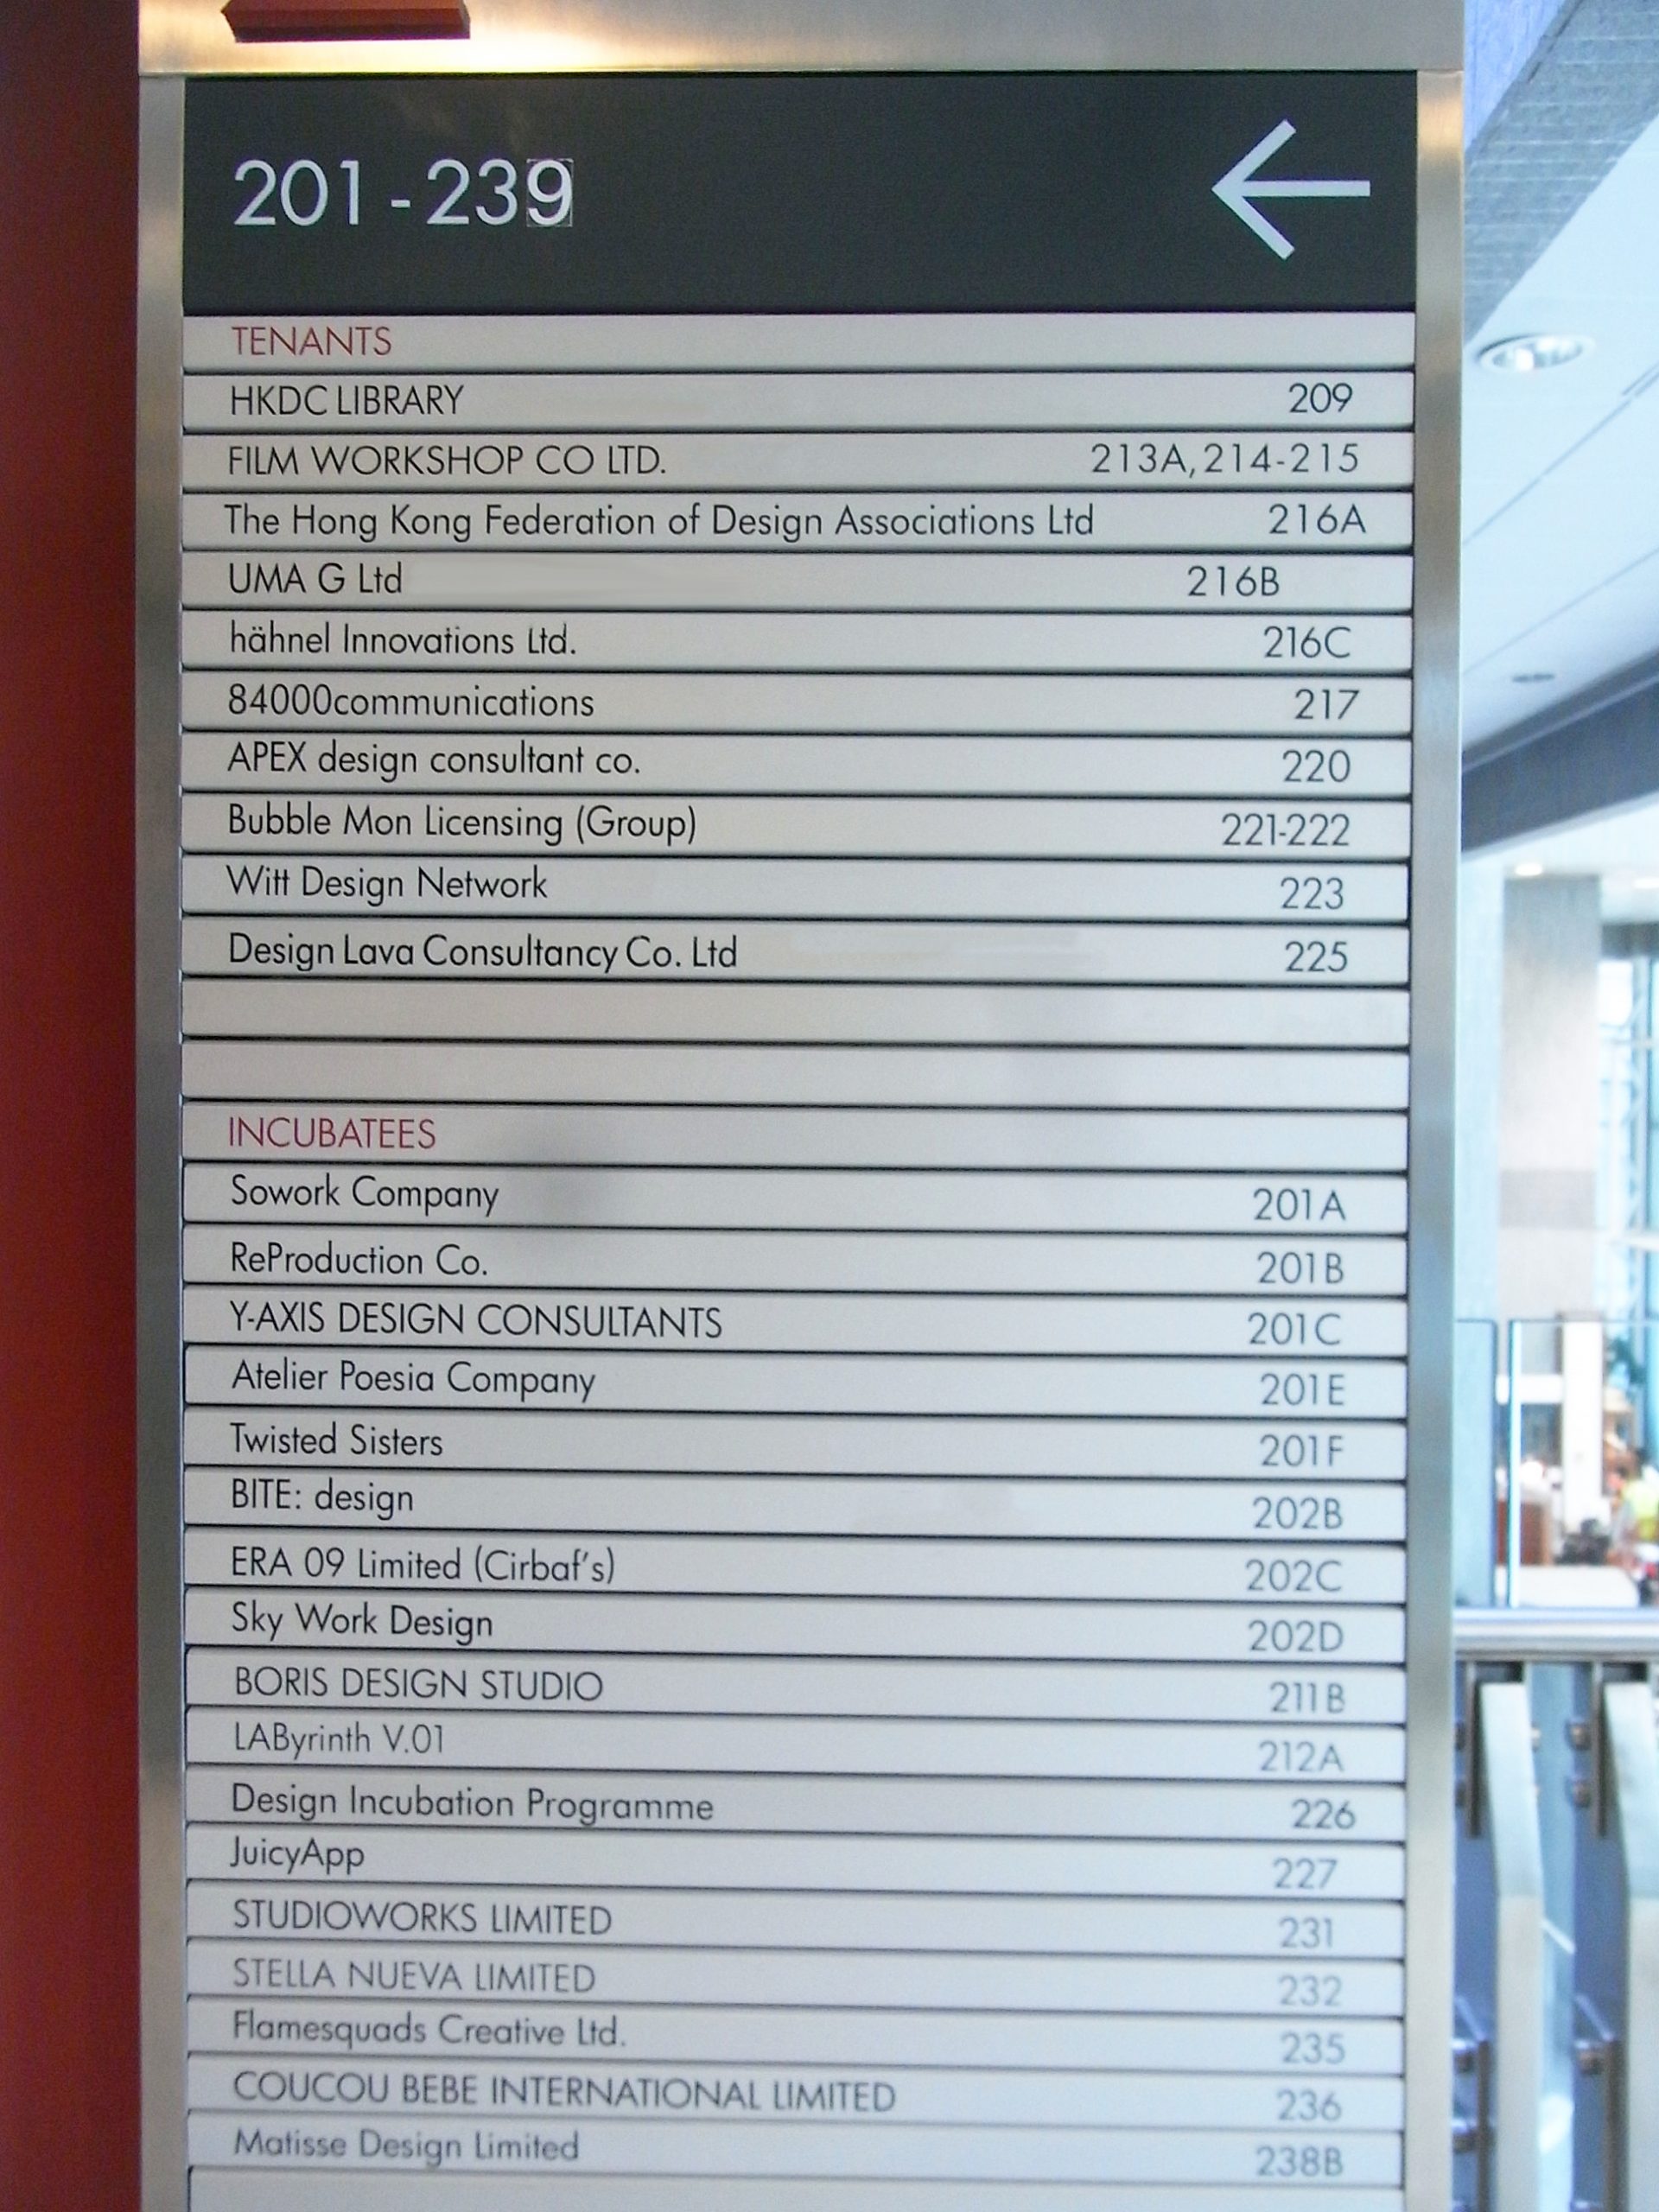 201 - 239
TENANTS
HKDC LIBRARY 209
FILM WORKSHOP CO LTD. 213A, 214-215
The Hong Kong Federation of Design Associations Ltd 216A
UMA G Ltd 216B
hähnel Innovations Ltd. 216C
84000communications 217
APEX design consultant co. 220
Bubble Mon Licensing (Group) 221-222
Witt Design Network 223
Design Lava Consultancy Co. Ltd 225
INCUBATEES
Sowork Company 201A
ReProduction Co. 201B
Y-AXIS DESIGN CONSULTANTS 201C
Atelier Poesia Company 201E
Twisted Sisters 201F
BITE: design 202B
ERA 09 Limited (Cirbaf's) 202C
Sky Work Design 202D
BORIS DESIGN STUDIO 211B
LAByrinth V.01 212A
Design Incubation Programme 226
JuicyApp 227
STUDIOWORKS LIMITED 231
STELLA NUEVA LIMITED 232
Flamesquads Creative Ltd. 235
COUCOU BEBE INTERNATIONAL LIMITED 236
Matisse Design Limited 238B